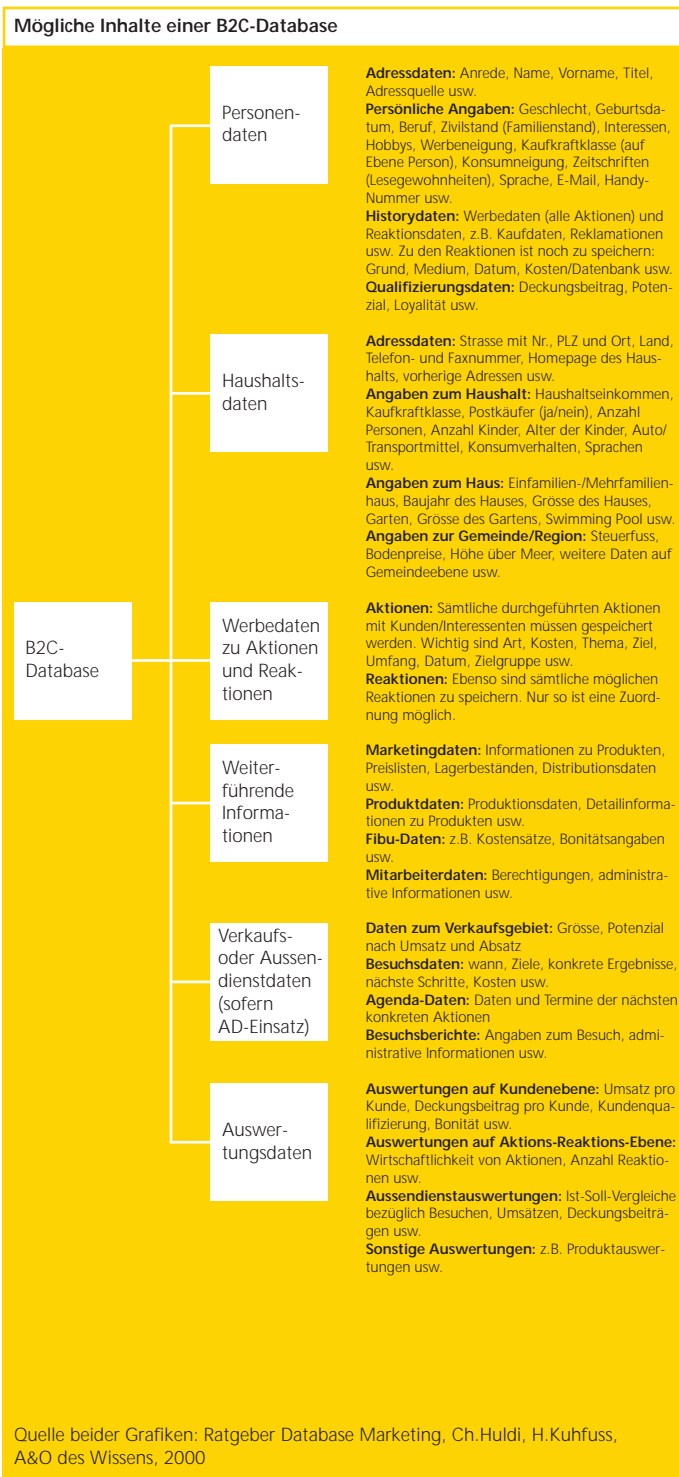 Mögliche Inhalte einer B2C-Database
B2C-
Database
Personen-
daten
Adressdaten: Anrede, Name, Vorname, Titel,
Adressquelle usw.
Persönliche Angaben: Geschlecht, Geburtsda-
tum, Beruf, Zivilstand (Familienstand), Interessen,
Hobbys, Werbeneigung, Kaufkraftklasse (auf
Ebene Person), Konsumneigung, Zeitschriften
(Lesegewohnheiten), Sprache, E-Mail, Handy-
Nummer usw.
Historydaten: Werbedaten (alle Aktionen) und
Reaktionsdaten, z.B. Kaufdaten, Reklamationen
usw. Zu den Reaktionen ist noch zu speichern:
Grund, Medium, Datum, Kosten/Datenbank usw.
Qualifizierungsdaten: Deckungsbeitrag, Poten-
zial, Loyalität usw.
Haushalts-
daten
Adressdaten: Strasse mit Nr., PLZ und Ort, Land,
Telefon- und Faxnummer, Homepage des Haus-
halts, vorherige Adressen usw.
Angaben zum Haushalt: Haushaltseinkommen,
Kaufkraftklasse, Postkäufer (ja/nein), Anzahl
Personen, Anzahl Kinder, Alter der Kinder, Auto/
Transportmittel, Konsumverhalten, Sprachen
usw.
Angaben zum Haus: Einfamilien-/Mehrfamilien-
haus, Baujahr des Hauses, Grösse des Hauses,
Garten, Grösse des Gartens, Swimming Pool usw.
Angaben zur Gemeinde/Region: Steuerfuss,
Bodenpreise, Höhe über Meer, weitere Daten auf
Gemeindeebene usw.
Werbedaten
zu Aktionen
und Reak-
tionen
Aktionen: Sämtliche durchgeführten Aktionen
mit Kunden/Interessenten müssen gespeichert
werden. Wichtig sind Art, Kosten, Thema, Ziel,
Umfang, Datum, Zielgruppe usw.
Reaktionen: Ebenso sind sämtliche möglichen
Reaktionen zu speichern. Nur so ist eine Zuord-
nung möglich.
Weiter-
führende
Informa-
tionen
Marketingdaten: Informationen zu Produkten,
Preislisten, Lagerbeständen, Distributionsdaten
usw.
Produktdaten: Produktionsdaten, Detailinforma-
tionen zu Produkten usw.
Fibu-Daten: z.B. Kostensätze, Bonitätsangaben
usw.
Mitarbeiterdaten: Berechtigungen, administra-
tive Informationen usw.
Verkaufs-
oder Aussen-
dienstdaten
(sofern
AD-Einsatz)
Daten zum Verkaufsgebiet: Grösse, Potenzial
nach Umsatz und Absatz
Besuchsdaten: wann, Ziele, konkrete Ergebnisse,
nächste Schritte, Kosten usw.
Agenda-Daten: Daten und Termine der nächsten
konkreten Aktionen
Besuchsberichte: Angaben zum Besuch, admi-
nistrative Informationen usw.
Auswer-
tungsdaten
Auswertungen auf Kundenebene: Umsatz pro
Kunde, Deckungsbeitrag pro Kunde, Kundenqua-
lifizierung, Bonität usw.
Auswertungen auf Aktions-Reaktions-Ebene:
Wirtschaftlichkeit von Aktionen, Anzahl Reaktio-
nen usw.
Aussendienstauswertungen: Ist-Soll-Vergleiche
bezüglich Besuchen, Umsätzen, Deckungsbeiträ-
gen usw.
Sonstige Auswertungen: z.B. Produktauswer-
tungen usw.
Quelle beider Grafiken: Ratgeber Database Marketing, Ch.Huldi, H.Kuhfuss,
A&O des Wissens, 2000